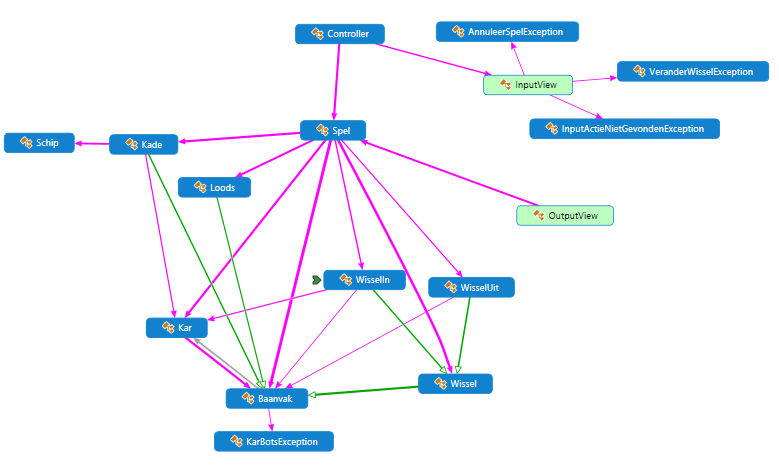 Controller
AnnuleerSpelException
VeranderWisselException
InputView
InputActieNietGevondenException
Spel
Schip
Kade
Loods
OutputView
WisselIn
WisselUit
Kar
Wissel
Baanvak
KarBotsException